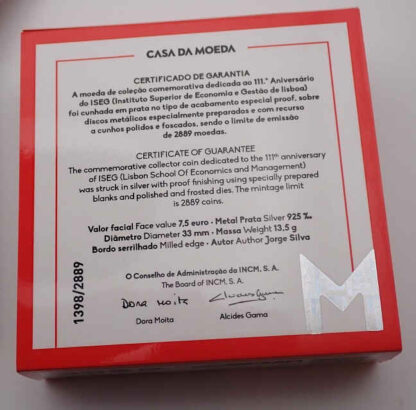 CASA DA MOEDA
CERTIFICADO DE GARANTIA
A moeda de coleção comemorativa dedicada ao 111.º Aniversário
do ISEG (Instituto Superior de Economia e Gestão de lisboa)
foi cunhada em prata no tipo de acabamento especial proof, sobre
discos metálicos especialmente preparados e com recurso
a cunhos polidos e foscados, sendo o limite de emissão
de 2889 moedas.
CERTIFICATE OF GUARANTEE
The commemorative collector coin dedicated to the 111th anniversary
of ISEG (Lisbon School Of Economics and Management)
was struck in silver with proof finishing using specially prepared
blanks and polished and frosted dies. The mintage limit
is 2889 coins.
Valor facial Face value 7,5 euro • Metal Prata Silver 925 ‰
Diâmetro Diameter 33 mm • Massa Weight 13,5 g
Bordo serrilhado Milled edge • Autor Author Jorge Silva
O Conselho de Administração da INCM, S. A.
The Board of INCM, S. A.
Dora Moita
Dora Moita Alcides Gama
1398/2889
M